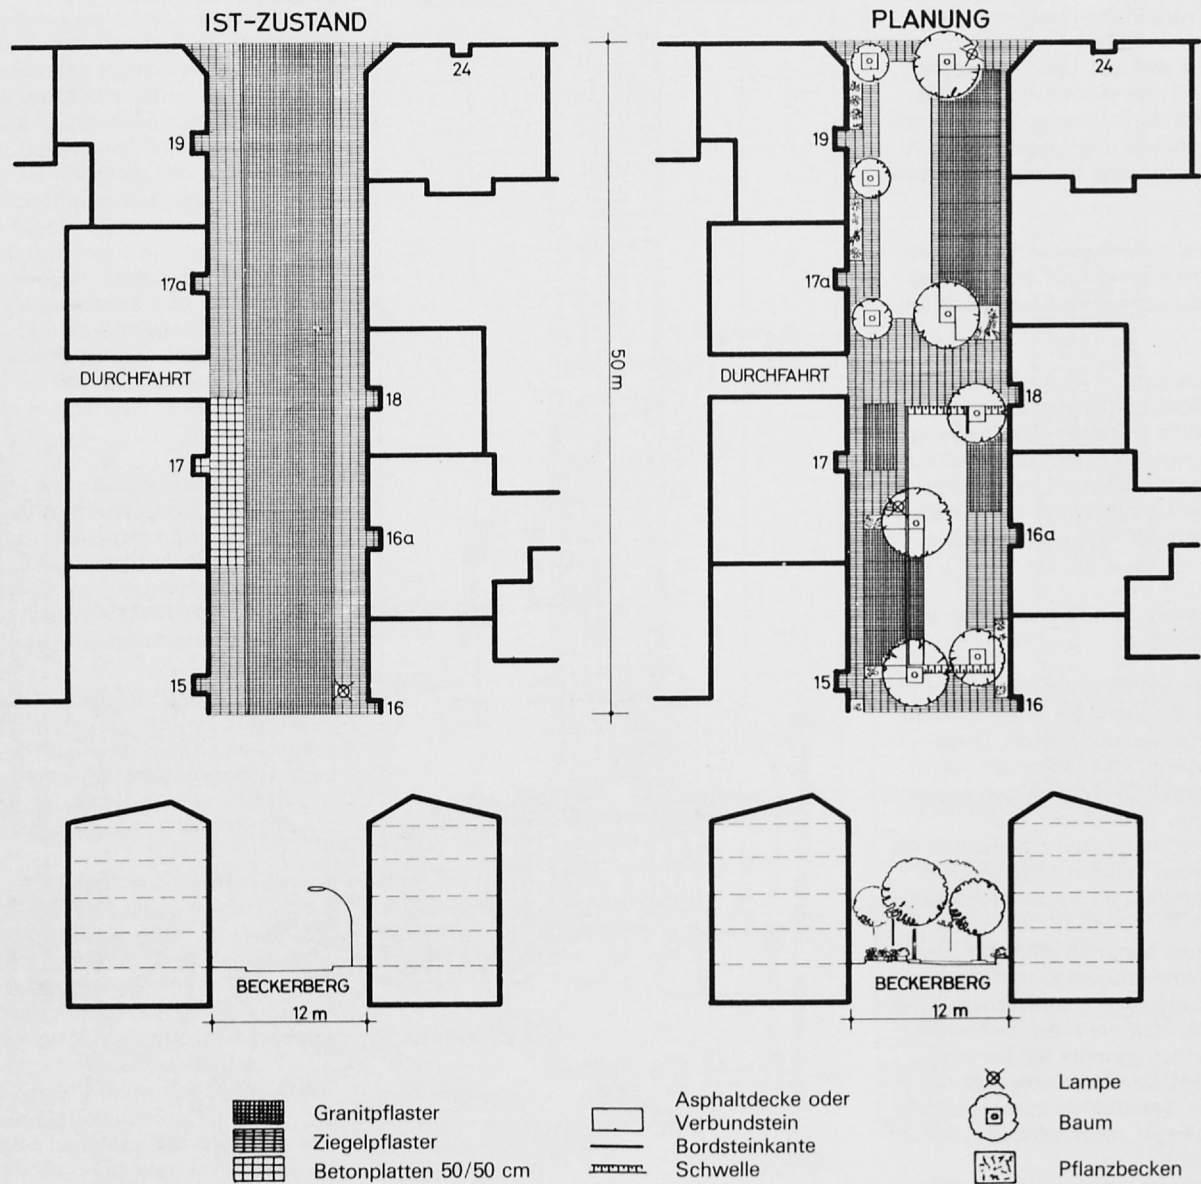 IST-ZUSTAND
24
19
17a
DURCHFAHRT
18
17
16a
15
16
50 m
PLANUNG
24
19
17a
DURCHFAHRT
18
17
16a
15
16
BECKERBERG
12 m
BECKERBERG
12 m
Granitpflaster
Ziegelpflaster
Betonplatten 50/50 cm
Asphaltdecke oder
Verbundstein
Bordsteinkante
Schwelle
Lampe
Baum
Pflanzbecken